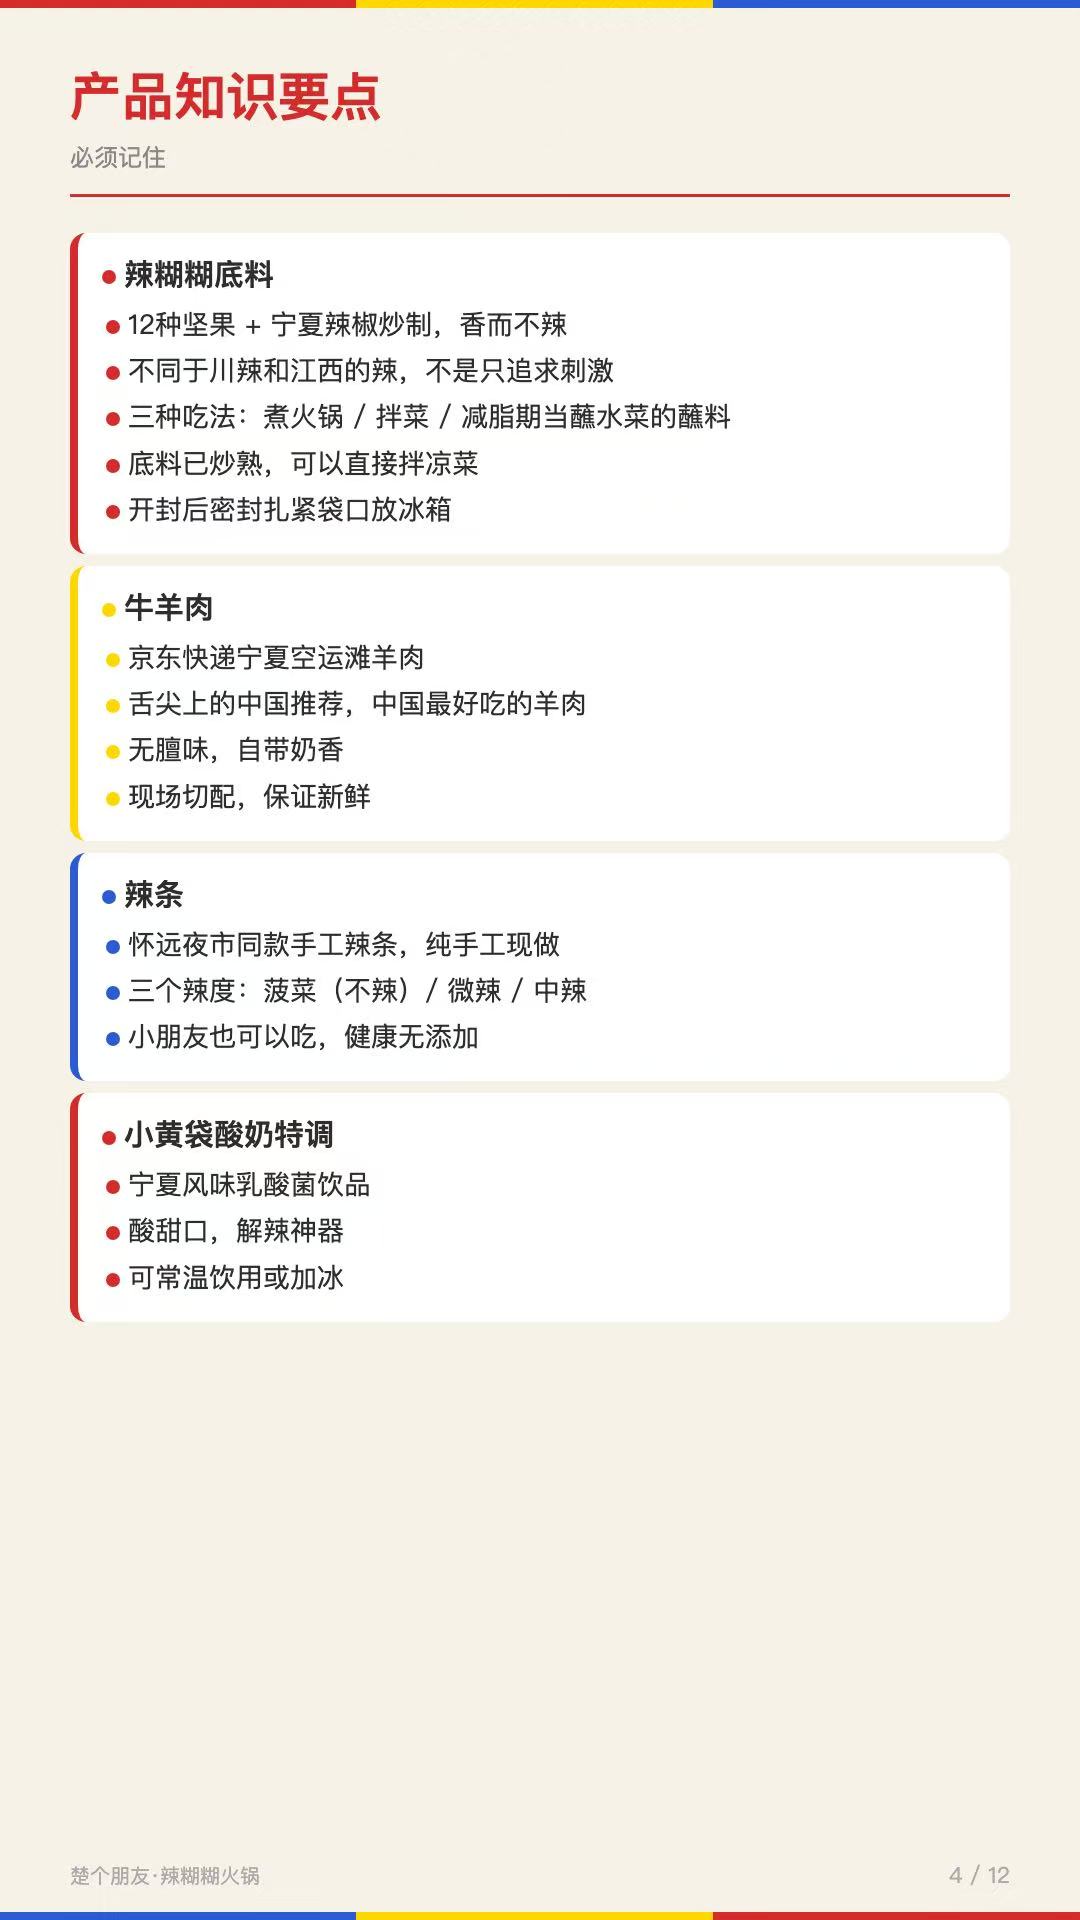 产品知识要点
必须记住
辣糊糊底料
12种坚果 + 宁夏辣椒炒制，香而不辣
不同于川辣和江西的辣，不是只追求刺激
三种吃法：煮火锅 / 拌菜 / 减脂期当蘸水菜的蘸料
底料已炒熟，可以直接拌凉菜
开封后密封扎紧袋口放冰箱
牛羊肉
京东快递宁夏空运滩羊肉
舌尖上的中国推荐，中国最好吃的羊肉
无膻味，自带奶香
现场切配，保证新鲜
辣条
怀远夜市同款手工辣条，纯手工现做
三个辣度：菠菜（不辣）/ 微辣 / 中辣
小朋友也可以吃，健康无添加
小黄袋酸奶特调
宁夏风味乳酸菌饮品
酸甜口，解辣神器
可常温饮用或加冰
楚个朋友·辣糊糊火锅
4 / 12